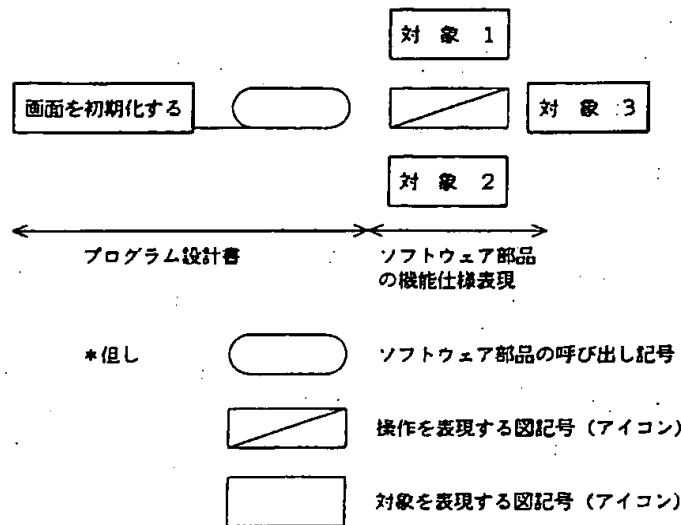 対象 1
画面を初期化する
対象 3
対象 2
プログラム設計書
ソフトウェア部品
の機能仕様表現
*但し
ソフトウェア部品の呼び出し記号
操作を表現する図記号(アイコン)
対象を表現する図記号(アイコン)